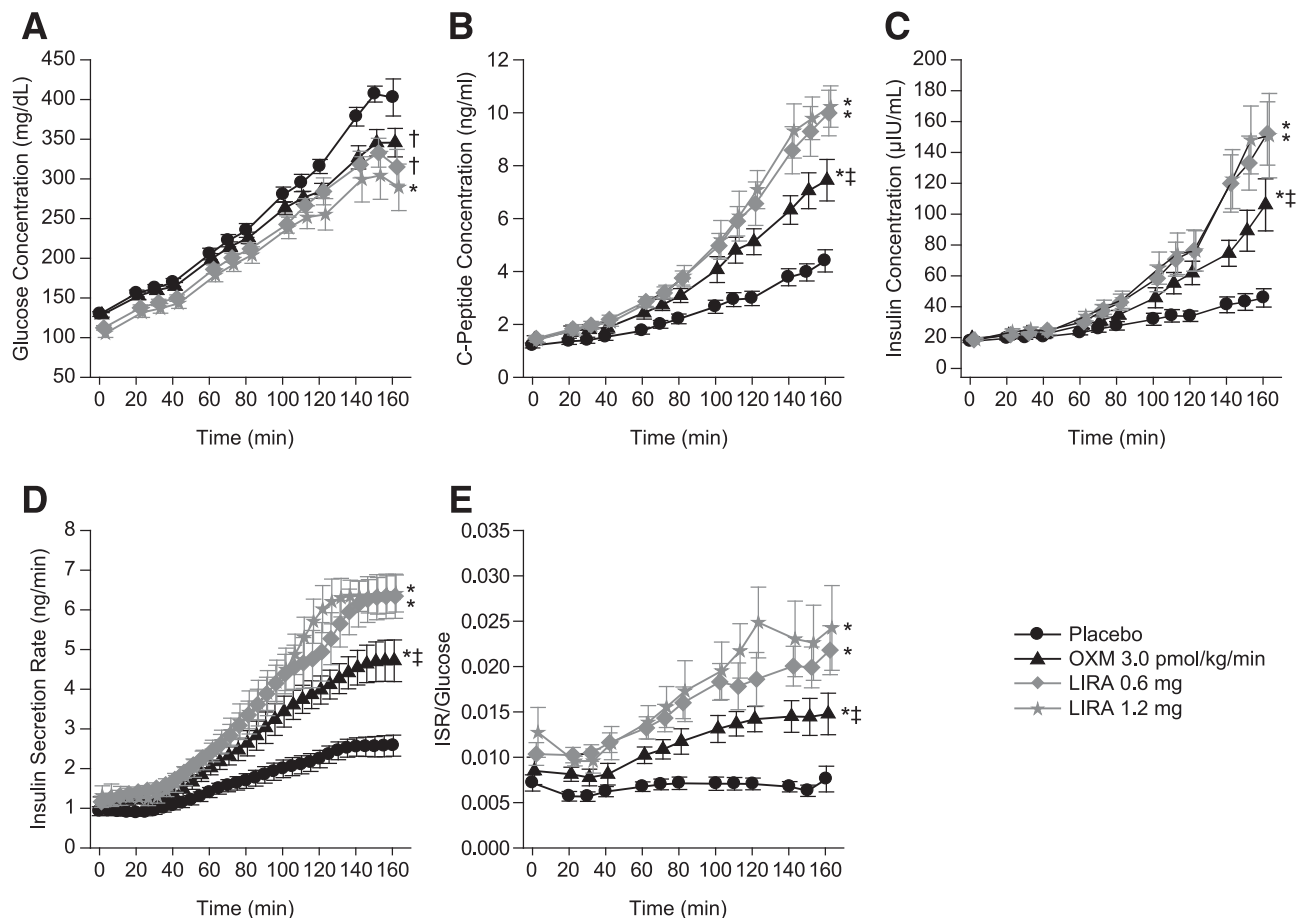 A
Glucose Concentration (mg/dL)
450
400
350
300
250
200
150
100
50
0 20 40 60 80 100 120 140 160
Time (min)
†
†
*
B
C-Peptide Concentration (ng/ml)
12
10
8
6
4
2
0
0 20 40 60 80 100 120 140 160
Time (min)
*
*
*‡
C
Insulin Concentration (µIU/mL)
200
180
160
140
120
100
80
60
40
20
0
0 20 40 60 80 100 120 140 160
Time (min)
*
*
*‡
D
Insulin Secretion Rate (ng/min)
8
7
6
5
4
3
2
1
0
0 20 40 60 80 100 120 140 160
Time (min)
*
*
*‡
E
ISR/Glucose
0.035
0.030
0.025
0.020
0.015
0.010
0.005
0.000
0 20 40 60 80 100 120 140 160
Time (min)
*
*
*‡
Placebo
OXM 3.0 pmol/kg/min
LIRA 0.6 mg
LIRA 1.2 mg